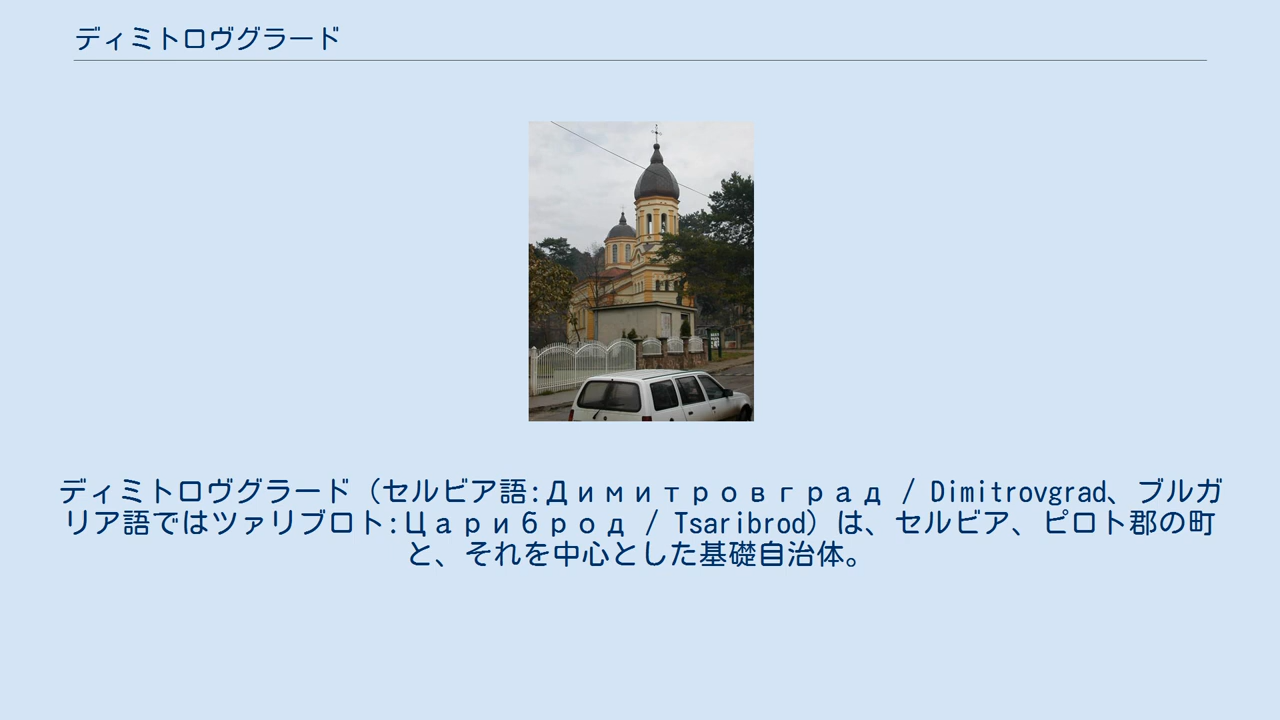 ディミトロヴグラード
ディミトロヴグラード（セルビア語:Димитровград / Dimitrovgrad、ブルガ
リア語ではツァリブロト:Цариброд / Tsaribrod）は、セルビア、ピロト郡の町
と、それを中心とした基礎自治体。